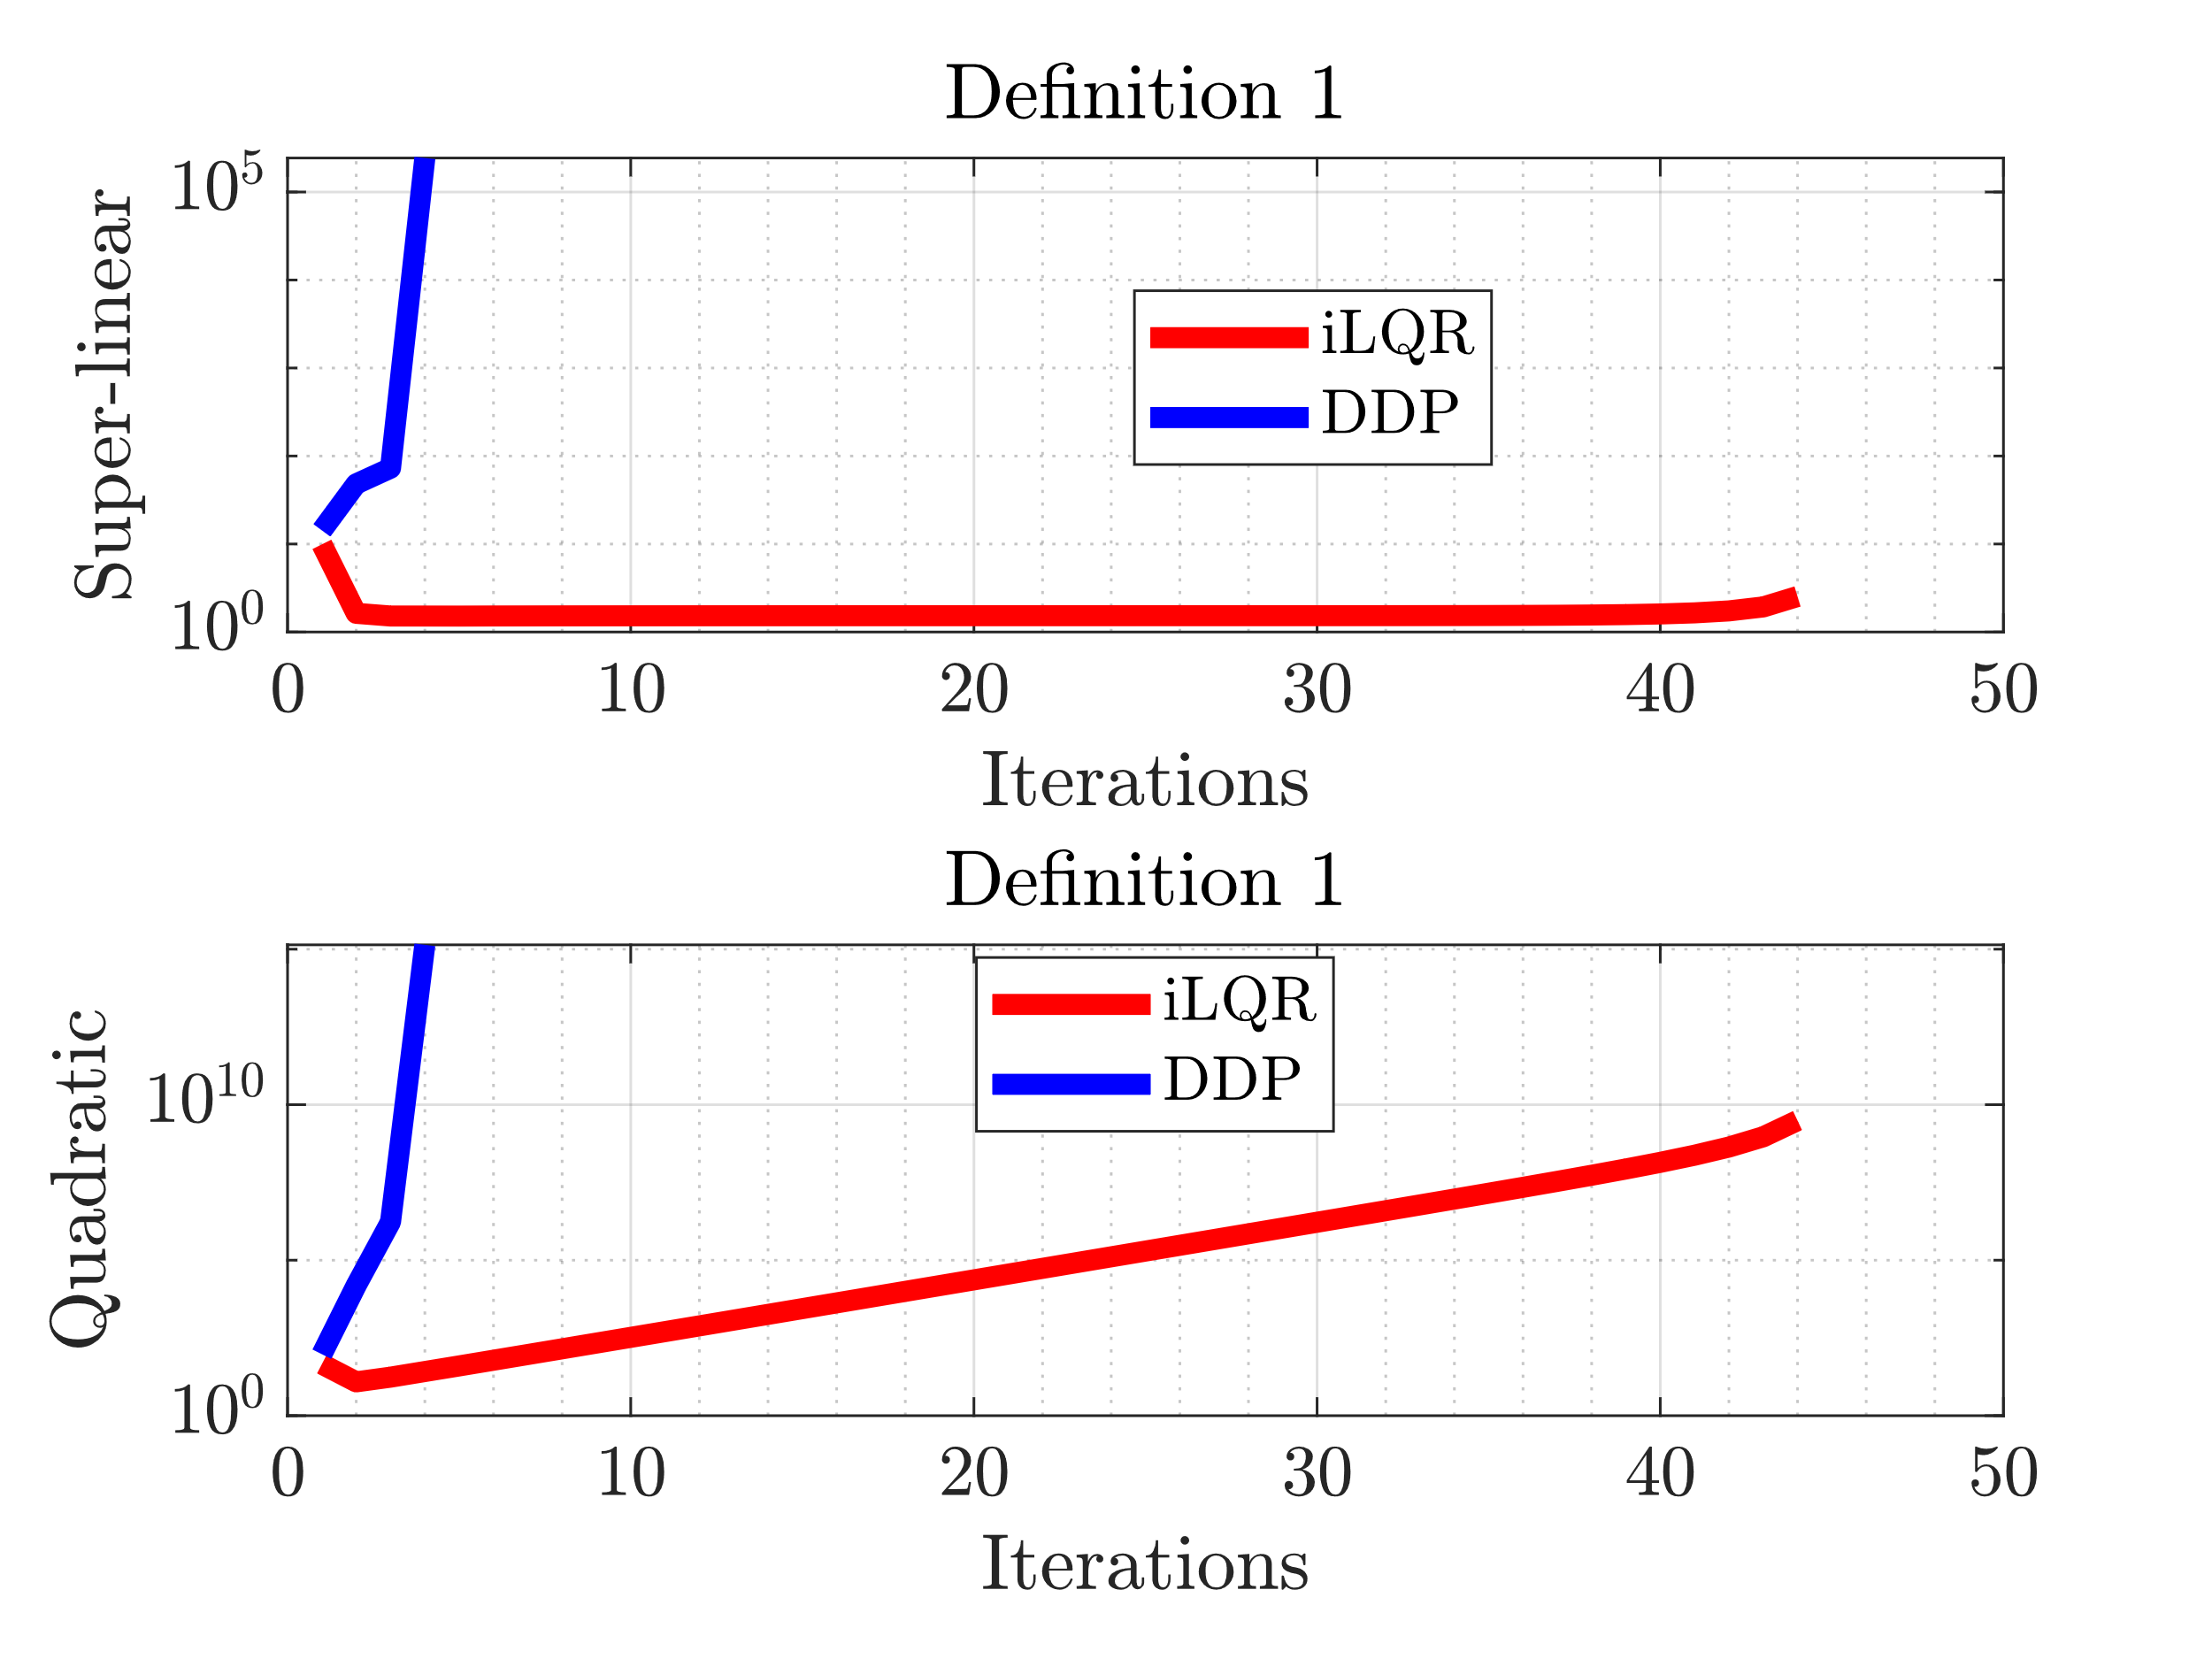 Definition 1
Super-linear
10^5
10^0
iLQR
DDP
0 10 20 30 40 50
Iterations
Definition 1
Quadratic
10^10
10^0
iLQR
DDP
0 10 20 30 40 50
Iterations